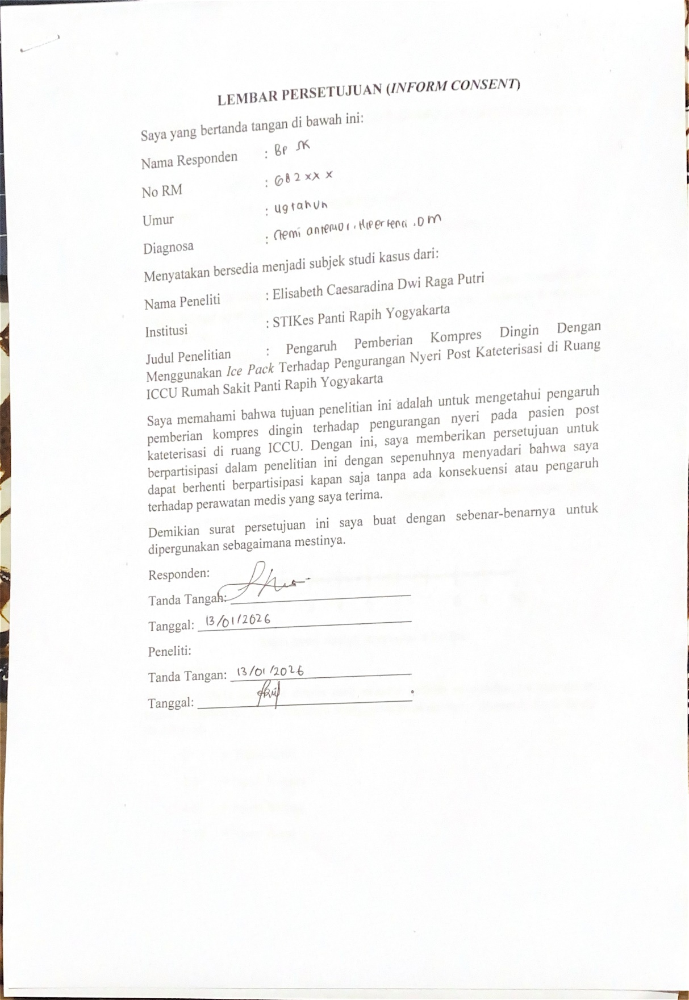 LEMBAR PERSETUJUAN (INFORM CONSENT)
Saya yang bertanda tangan di bawah ini:
Nama Responden : Bp SK
No RM : 682 xx x
Umur : 49 tahun
Diagnosa : Stemi anterior, Hipertensi, DM
Menyatakan bersedia menjadi subjek studi kasus dari:
Nama Peneliti : Elisabeth Caesaradina Dwi Raga Putri
Institusi : STIKes Panti Rapih Yogyakarta
Judul Penelitian : Pengaruh Pemberian Kompres Dingin Dengan
Menggunakan Ice Pack Terhadap Pengurangan Nyeri Post Kateterisasi di Ruang
ICCU Rumah Sakit Panti Rapih Yogyakarta
Saya memahami bahwa tujuan penelitian ini adalah untuk mengetahui pengaruh
pemberian kompres dingin terhadap pengurangan nyeri pada pasien post
kateterisasi di ruang ICCU. Dengan ini, saya memberikan persetujuan untuk
berpartisipasi dalam penelitian ini dengan sepenuhnya menyadari bahwa saya
dapat berhenti berpartisipasi kapan saja tanpa ada konsekuensi atau pengaruh
terhadap perawatan medis yang saya terima.
Demikian surat persetujuan ini saya buat dengan sebenar-benarnya untuk
dipergunakan sebagaimana mestinya.
Responden:
Tanda Tangan:
Tanggal: 13/01/2026
Peneliti:
Tanda Tangan: 13/01/2026
Tanggal: